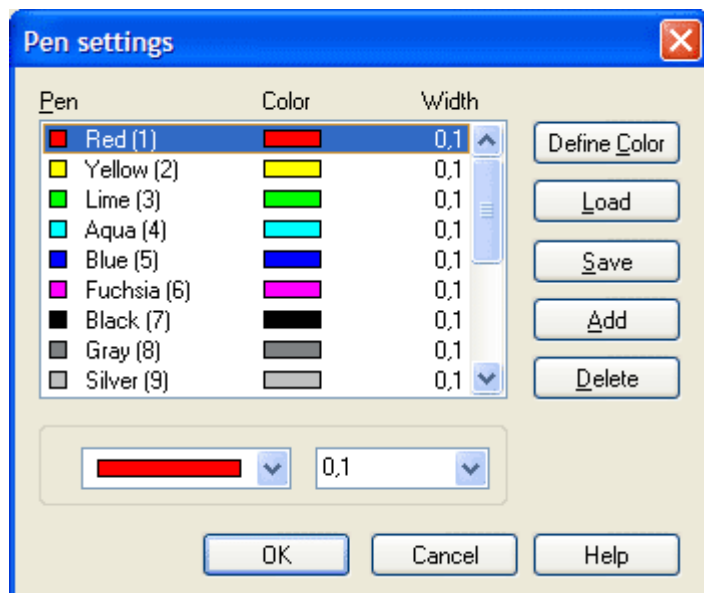 Pen settings
Pen Color Width
Red (1) 0,1
Yellow (2) 0,1
Lime (3) 0,1
Aqua (4) 0,1
Blue (5) 0,1
Fuchsia (6) 0,1
Black (7) 0,1
Gray (8) 0,1
Silver (9) 0,1
Define Color
Load
Save
Add
Delete
0,1
OK Cancel Help